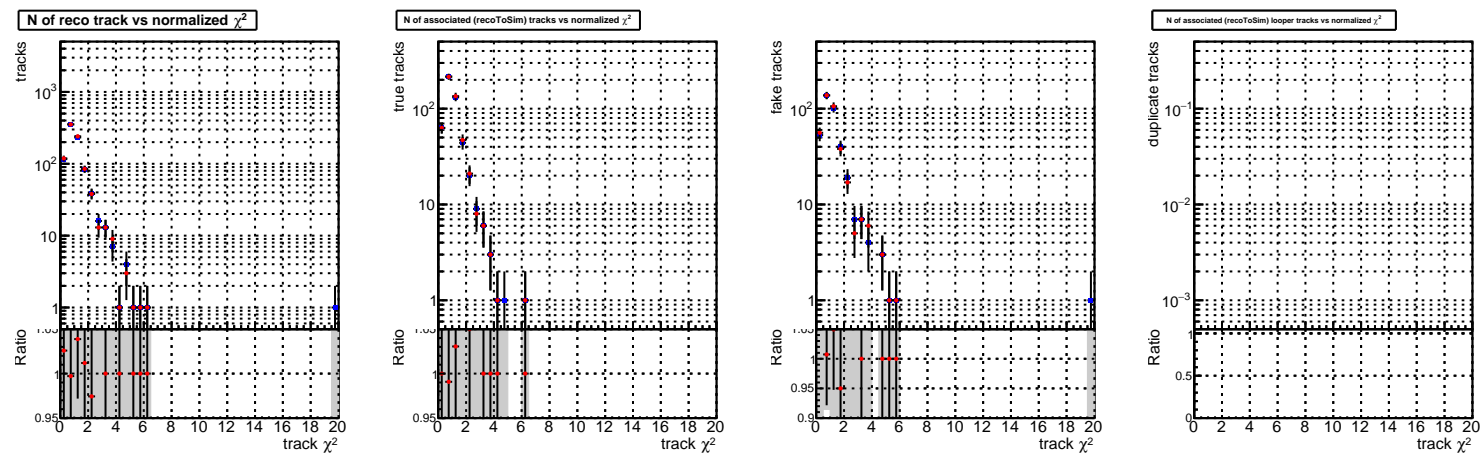 N of reco track vs normalized χ²
tracks
10³
10²
10
1
Ratio
1
0.95
0 2 4 6 8 10 12 14 16 18 20
track χ²
N of associated (recoToSim) tracks vs normalized χ²
true tracks
10²
10
1
Ratio
1
0.95
0 2 4 6 8 10 12 14 16 18 20
track χ²
fake tracks
10²
10
1
Ratio
1
0.95
0.9
0 2 4 6 8 10 12 14 16 18 20
track χ²
N of associated (recoToSim) looper tracks vs normalized χ²
duplicate tracks
10⁻¹
10⁻²
10⁻³
Ratio
1
0.5
0
0 2 4 6 8 10 12 14 16 18 20
track χ²